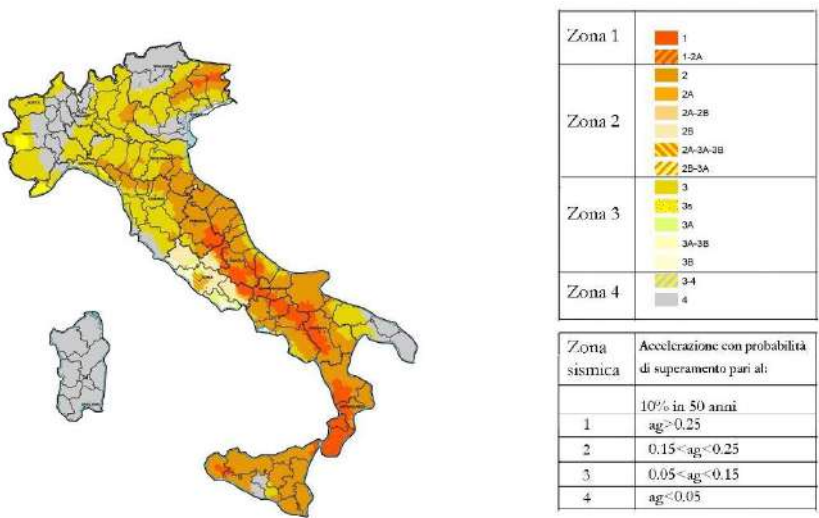 Zona 1
1
1-2A
Zona 2
2
2A
2A-2B
2B
2A-3A-3B
2B-3A
Zona 3
3
3s
3A
3A-3B
3B
Zona 4
3-4
4
Zona sismica
Accelerazione con probabilità
di superamento pari al:
10% in 50 anni
1 ag>0.25
2 0.15<ag<0.25
3 0.05<ag<0.15
4 ag<0.05